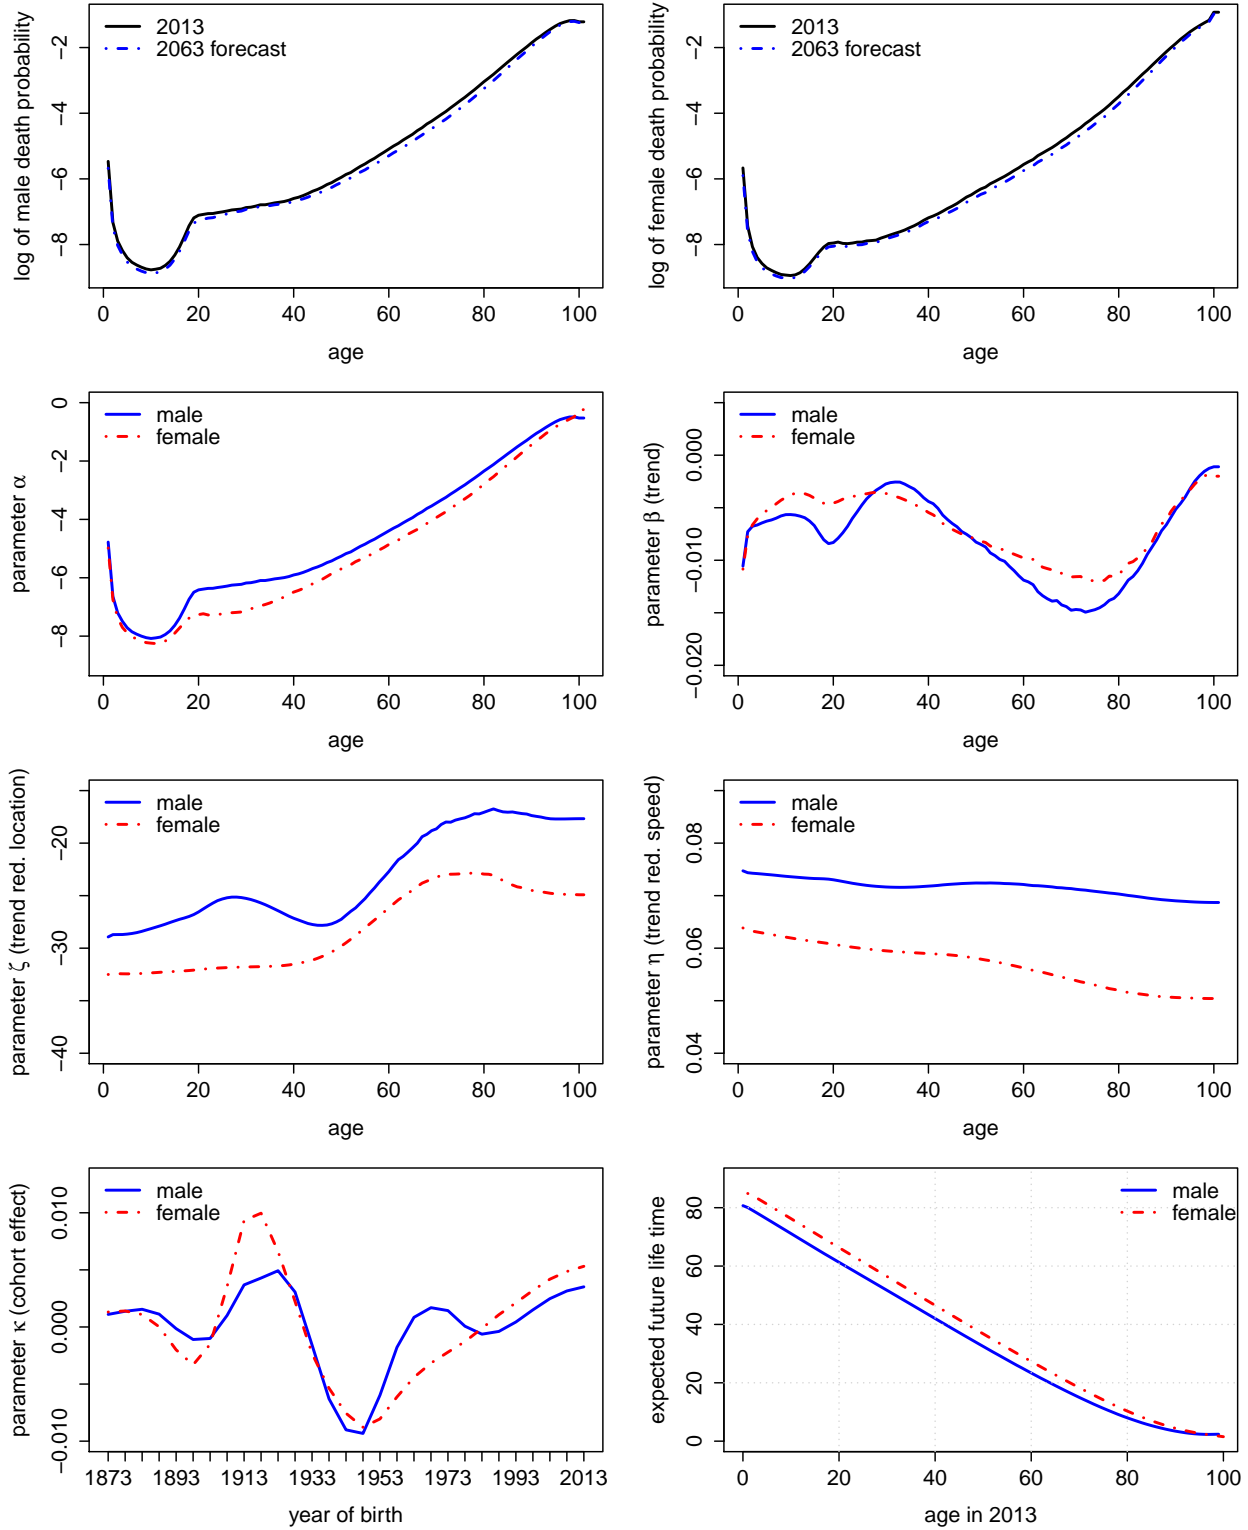 log of male death probability
−2
−4
−6
−8
2013
2063 forecast
0 20 40 60 80 100
age
log of female death probability
−2
−4
−6
−8
2013
2063 forecast
0 20 40 60 80 100
age
parameter α
0
−2
−4
−6
−8
male
female
0 20 40 60 80 100
age
parameter β (trend)
0.000
−0.010
−0.020
male
female
0 20 40 60 80 100
age
parameter ζ (trend red. location)
−20
−30
−40
male
female
0 20 40 60 80 100
age
parameter η (trend red. speed)
0.08
0.06
0.04
male
female
0 20 40 60 80 100
age
parameter κ (cohort effect)
0.010
0.000
−0.010
male
female
1873 1893 1913 1933 1953 1973 1993 2013
year of birth
expected future life time
80
60
40
20
0
male
female
0 20 40 60 80 100
age in 2013